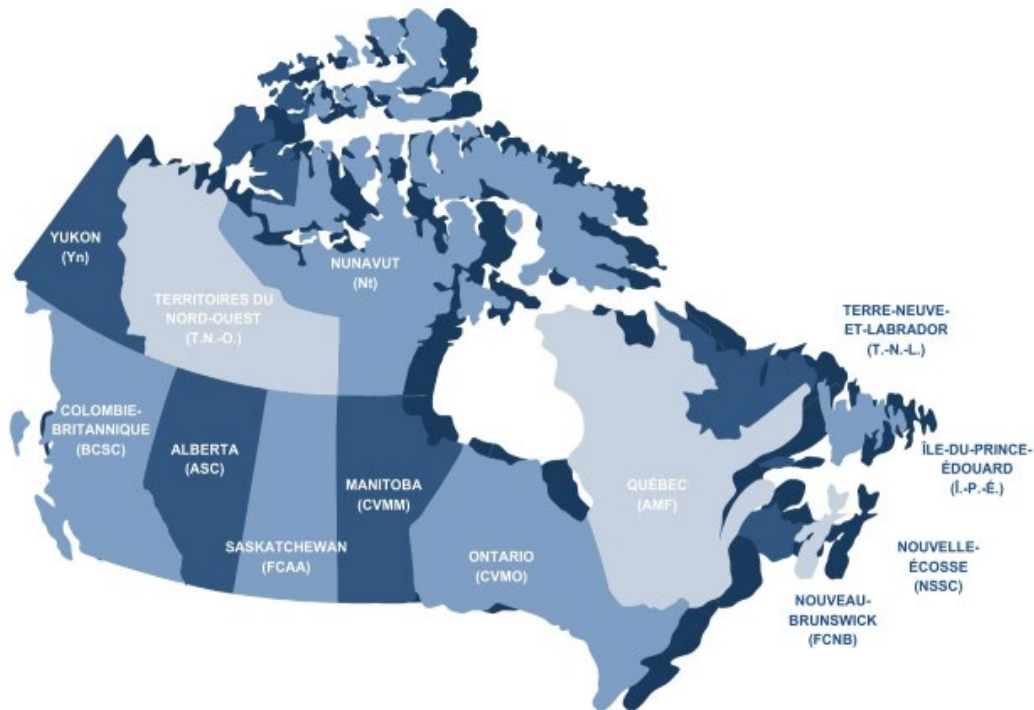 YUKON
(Yn)
NUNAVUT
(Nt)
TERRITOIRES DU
NORD-OUEST
(T.N.-O.)
TERRE-NEUVE-
ET-LABRADOR
(T.-N.-L.)
COLOMBIE-
BRITANNIQUE
(BCSC)
ALBERTA
(ASC)
SASKATCHEWAN
(FCAA)
MANITOBA
(CVMM)
ONTARIO
(CVMO)
QUÉBEC
(AMF)
ÎLE-DU-PRINCE-
ÉDOUARD
(Î.-P.-É.)
NOUVELLE-
ÉCOSSE
(NSSC)
NOUVEAU-
BRUNSWICK
(FCNB)